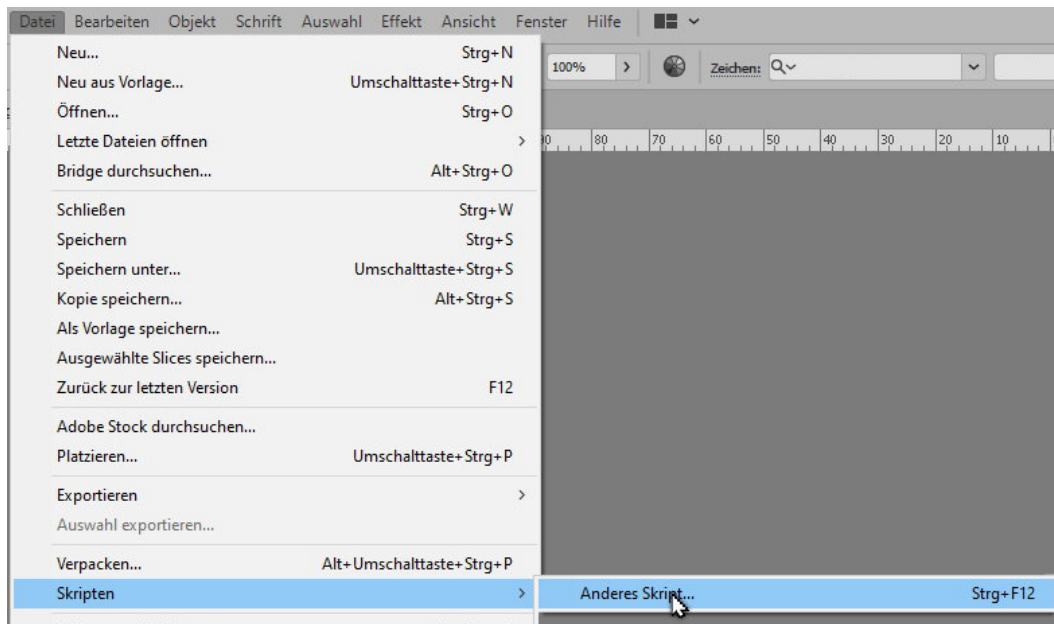 Datei Bearbeiten Objekt Schrift Auswahl Effekt Ansicht Fenster Hilfe
Neu... Strg+N
100% Zeichen:
Neu aus Vorlage... Umschalttaste+Strg+N
Öffnen... Strg+O
Letzte Dateien öffnen
80 70 60 50 40 30 20 10
Bridge durchsuchen... Alt+Strg+O
Schließen Strg+W
Speichern Strg+S
Speichern unter... Umschalttaste+Strg+S
Kopie speichern... Alt+Strg+S
Als Vorlage speichern...
Ausgewählte Slices speichern...
Zurück zur letzten Version F12
Adobe Stock durchsuchen...
Platzieren... Umschalttaste+Strg+P
Exportieren
Auswahl exportieren...
Verpacken... Alt+Umschalttaste+Strg+P
Skripten
Anderes Skript... Strg+F12